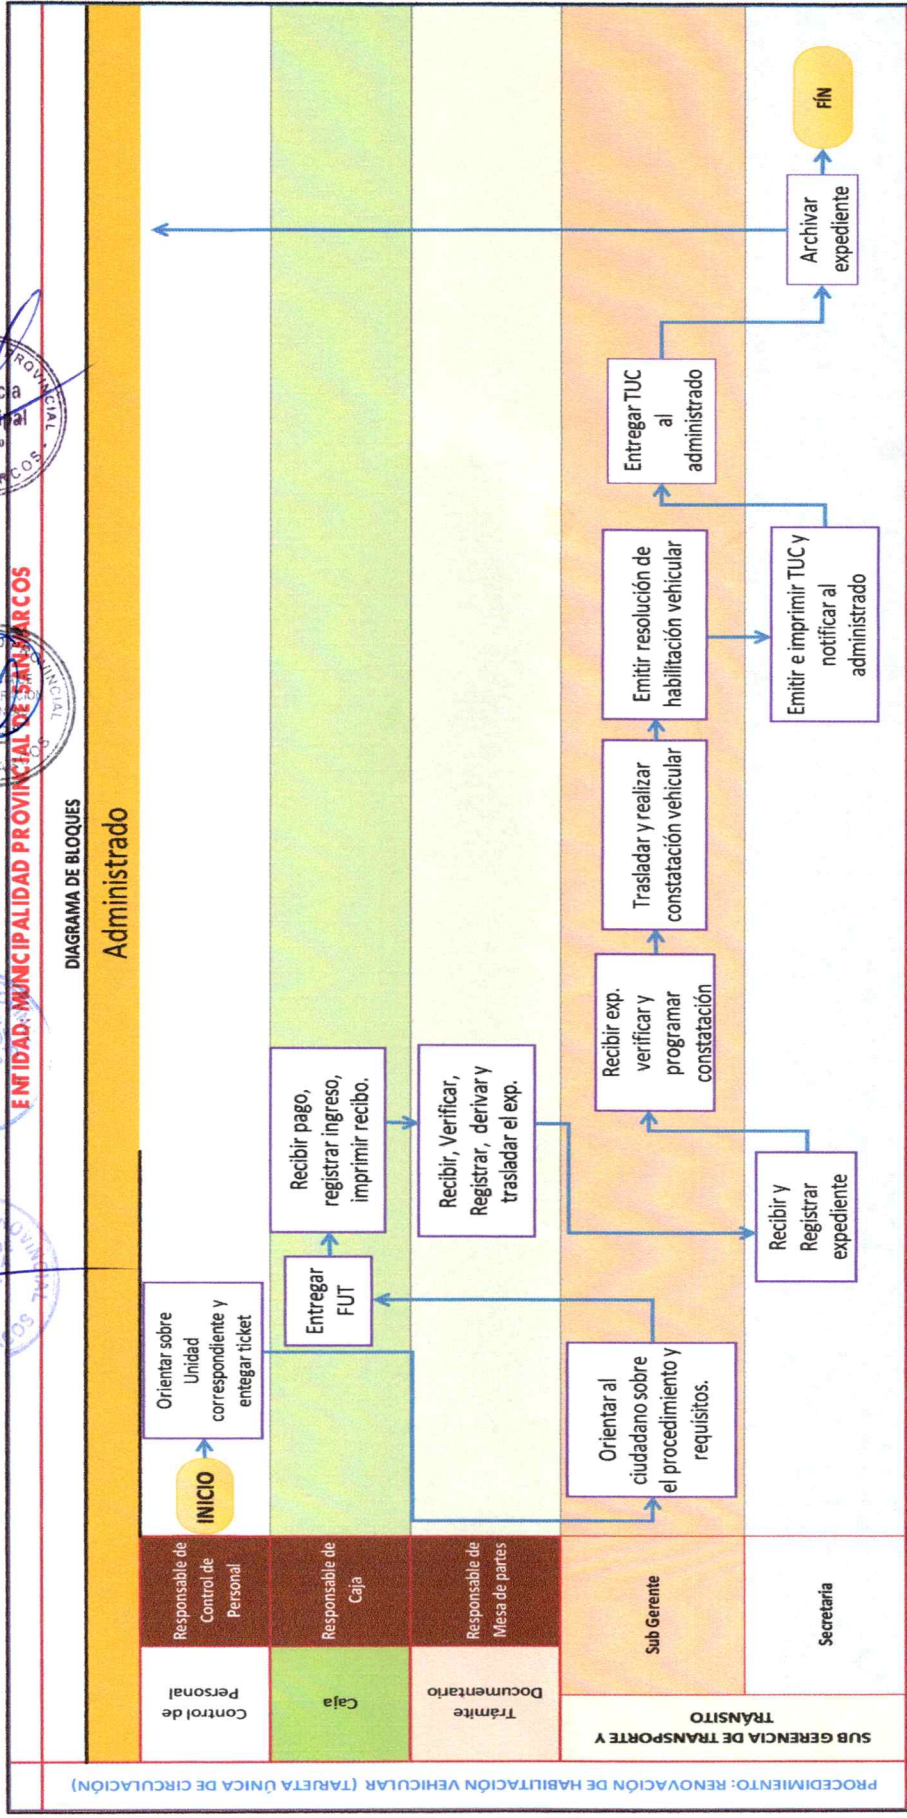 ENTIDAD MUNICIPALIDAD PROVINCIAL DE SAN MARCOS
DIAGRAMA DE BLOQUES
PROCEDIMIENTO: RENOVACIÓN DE HABILITACIÓN VEHICULAR (TARJETA ÚNICA DE CIRCULACIÓN)
Administrado
Control de
Personal
Responsable de
Control de
Personal
INICIO
Orientar sobre
Unidad
correspondiente y
entegar ticket
Caja
Responsable de
Caja
Entregar
FUT
Recibir pago,
registrar ingreso,
imprimir recibo.
Trámite
Documentario
Responsable de
Mesa de partes
Recibir, Verificar,
Registrar, derivar y
trasladar el exp.
SUB GERENCIA DE TRANSPORTE Y
TRÁNSITO
Sub Gerente
Orientar al
ciudadano sobre
el procedimiento y
requisitos.
Recibir exp.
verificar y
programar
constatación
Trasladar y realizar
constatación vehicular
Emitir resolución de
habilitación vehicular
Entregar TUC
al
administrado
Secretaria
Recibir y
Registrar
expediente
Emitir e imprimir TUC y
notificar al
administrado
Archivar
expediente
FÍN
PROVINCIAL